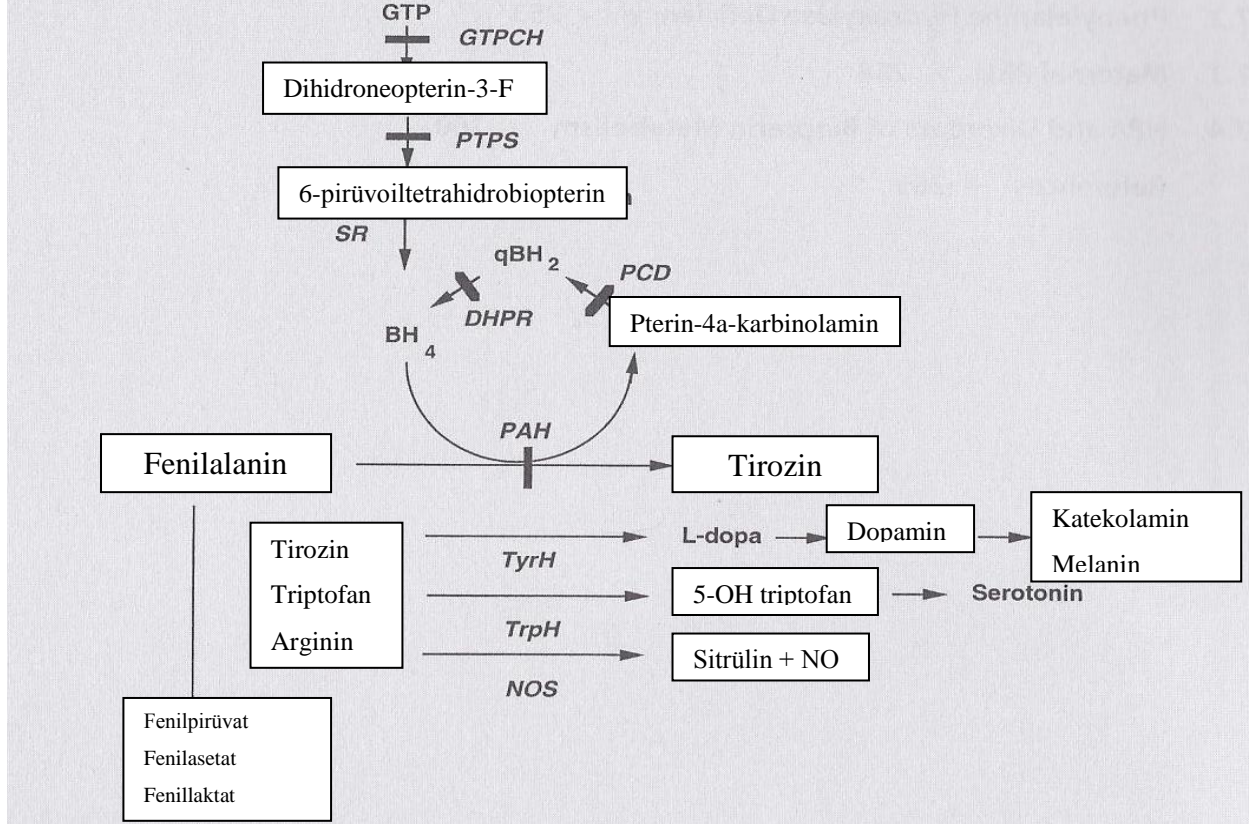 GTP
GTPCH
Dihidroneopterin-3-F
PTPS
6-pirüvoiltetrahidrobiopterin
SR
qBH2
PCD
DHPR
Pterin-4a-karbinolamin
BH4
PAH
Fenilalanin
Tirozin
Tirozin
Triptofan
Arginin
TyrH
L-dopa
Dopamin
Katekolamin
Melanin
TrpH
5-OH triptofan
Serotonin
NOS
Sitrülin + NO
Fenilpirüvat
Fenilasetat
Fenillaktat